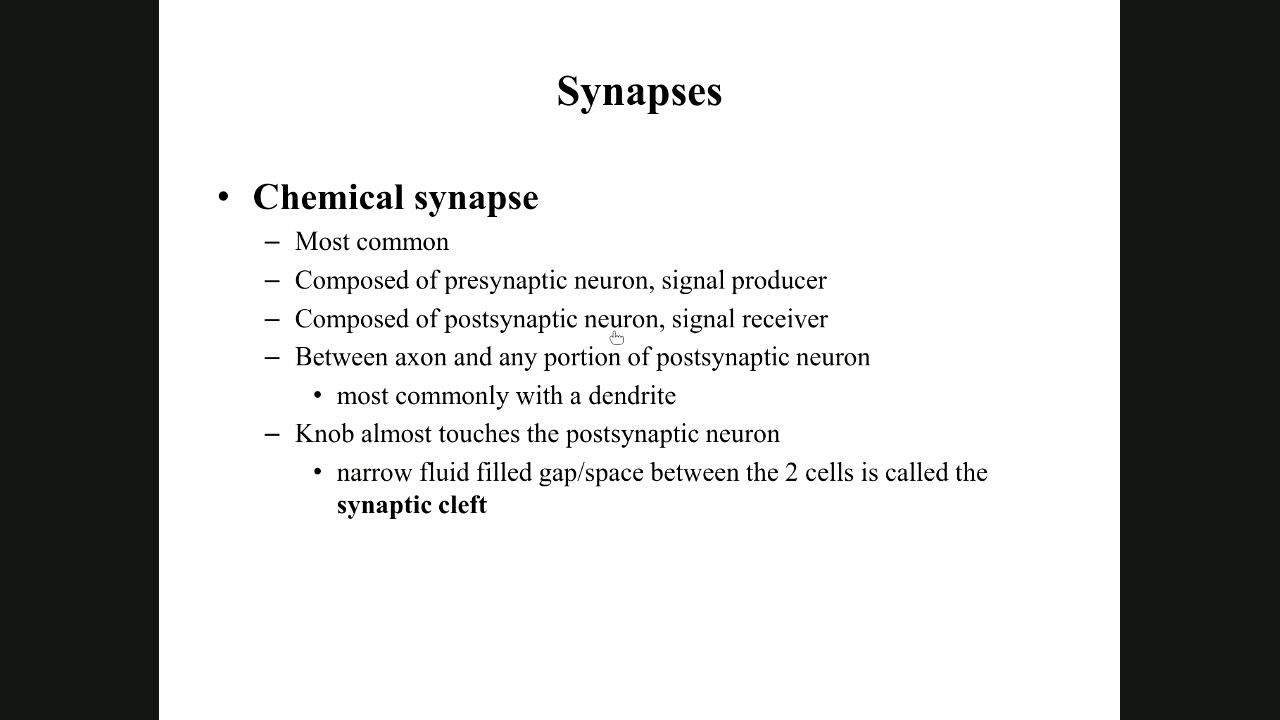 Synapses
• Chemical synapse
– Most common
– Composed of presynaptic neuron, signal producer
– Composed of postsynaptic neuron, signal receiver
– Between axon and any portion of postsynaptic neuron
• most commonly with a dendrite
– Knob almost touches the postsynaptic neuron
• narrow fluid filled gap/space between the 2 cells is called the
synaptic cleft